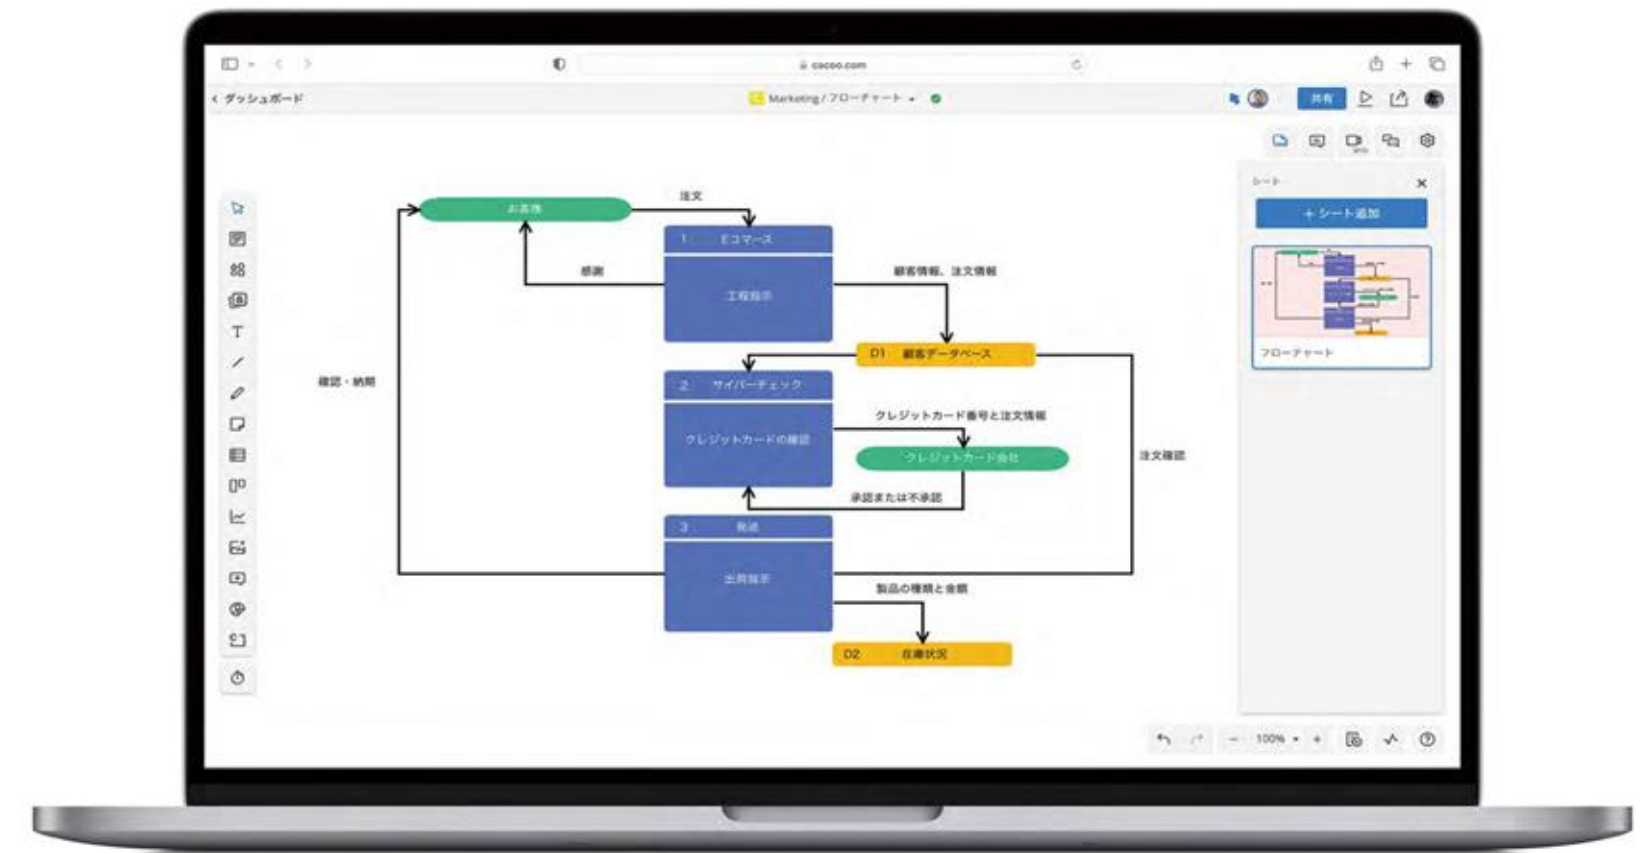 cacoo.com
ダッシュボード
Marketing / フローチャート
共有
シート
+ シート追加
フローチャート
お客様
注文
1 Eコマース
工程指示
感謝
顧客情報、注文情報
D1 顧客データベース
確認・納期
2 サイバーチェック
クレジットカードの確認
クレジットカード番号と注文情報
クレジットカード会社
承認または不承認
注文確認
3 発送
出荷指示
製品の種類と金額
D2 在庫状況
100%